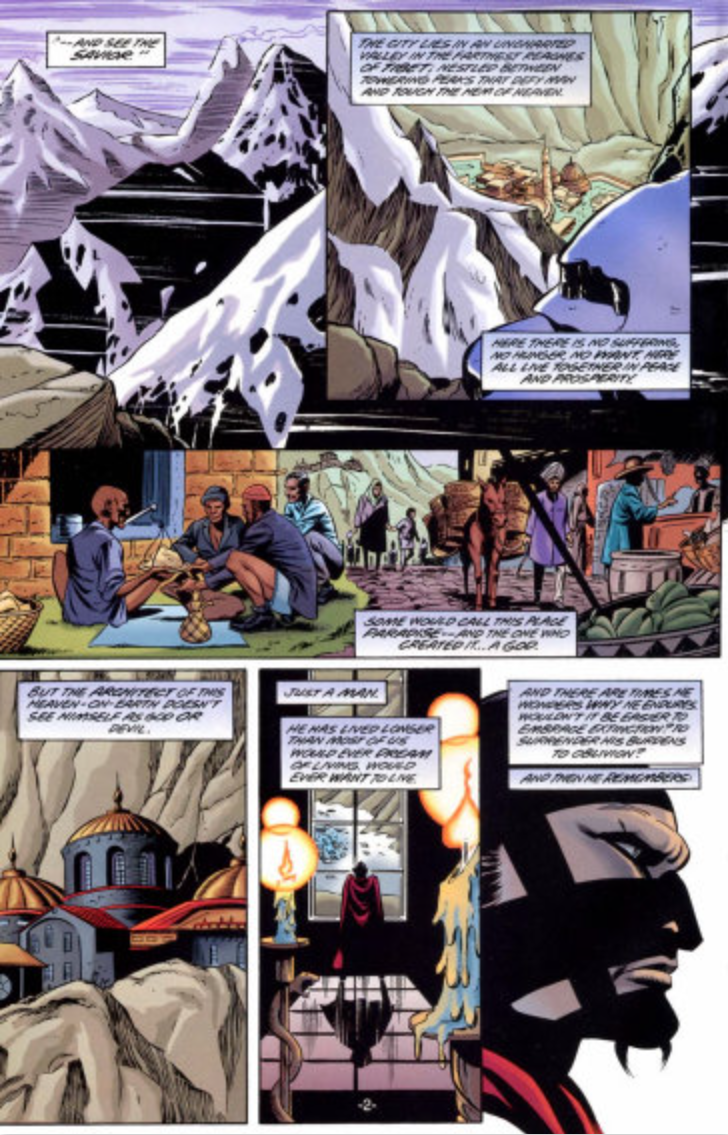 "--AND SEE THE
SAVIOR."
THE CITY LIES IN AN UNCHARTED
VALLEY IN THE FARTHEST REACHES
OF TIBET; NESTLED BETWEEN
TOWERING PEAKS THAT DEFY MAN
AND TOUCH THE HEM OF HEAVEN.
HERE THERE IS NO SUFFERING,
NO HUNGER, NO WANT. HERE
ALL LIVE TOGETHER IN PEACE
AND PROSPERITY.
SOME WOULD CALL THIS PLACE
PARADISE--AND THE ONE WHO
CREATED IT...A GOD.
BUT THE ARCHITECT OF THIS
HEAVEN-ON-EARTH DOESN'T
SEE HIMSELF AS GOD OR
DEVIL.
JUST A MAN.
HE HAS LIVED LONGER
THAN MOST OF US
WOULD EVER DREAM
OF LIVING. WOULD
EVER WANT TO LIVE.
AND THERE ARE TIMES HE
WONDERS WHY HE ENDURES.
WOULDN'T IT BE EASIER TO
EMBRACE EXTINCTION? TO
SURRENDER HIS BURDENS
TO OBLIVION?
AND THEN HE REMEMBERS:
-2-